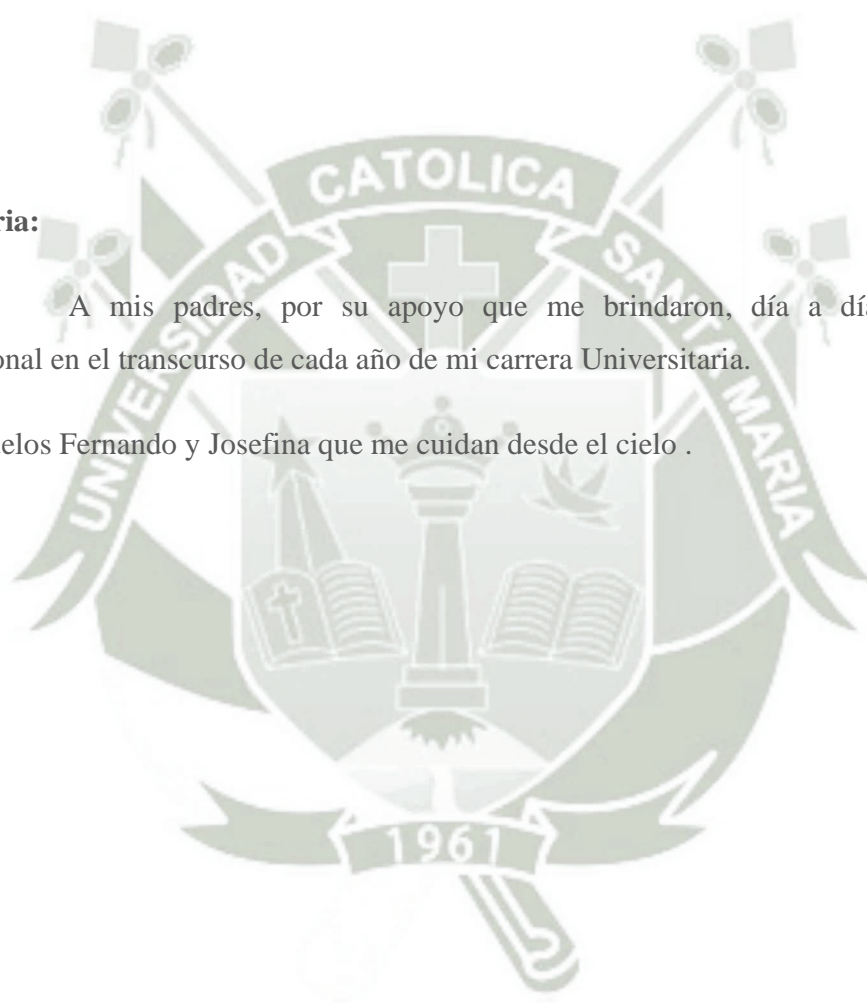 CATOLICA
UNIVERSIDAD
SANTA MARIA
ria:
A mis padres, por su apoyo que me brindaron, día a día
onal en el transcurso de cada año de mi carrera Universitaria.
elos Fernando y Josefina que me cuidan desde el cielo .
1961